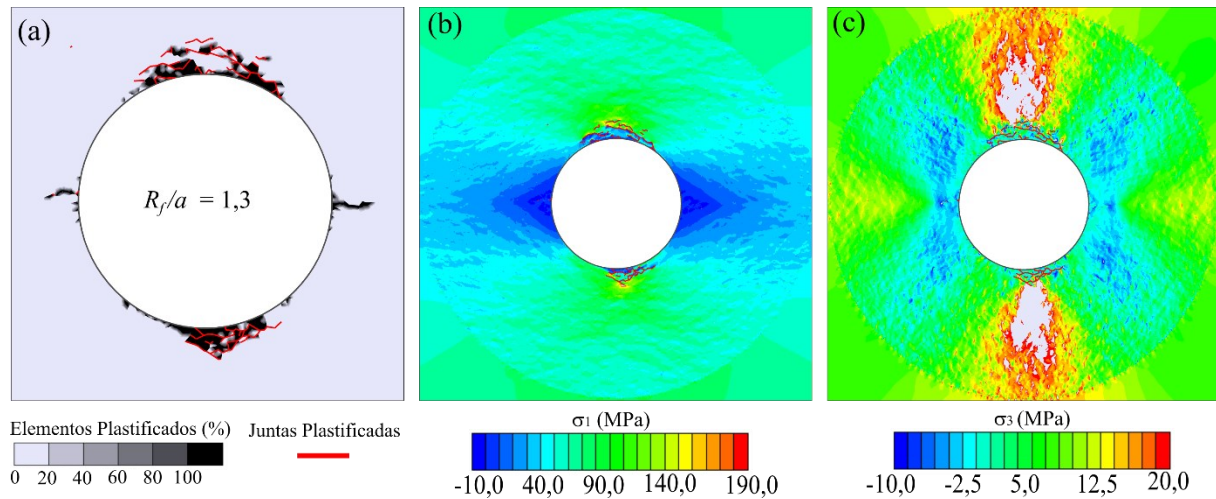 (a)
(b)
(c)
R_f/a = 1,3
Elementos Plastificados (%)
0 20 40 60 80 100
Juntas Plastificadas
σ1 (MPa)
-10,0 40,0 90,0 140,0 190,0
σ3 (MPa)
-10,0 -2,5 5,0 12,5 20,0